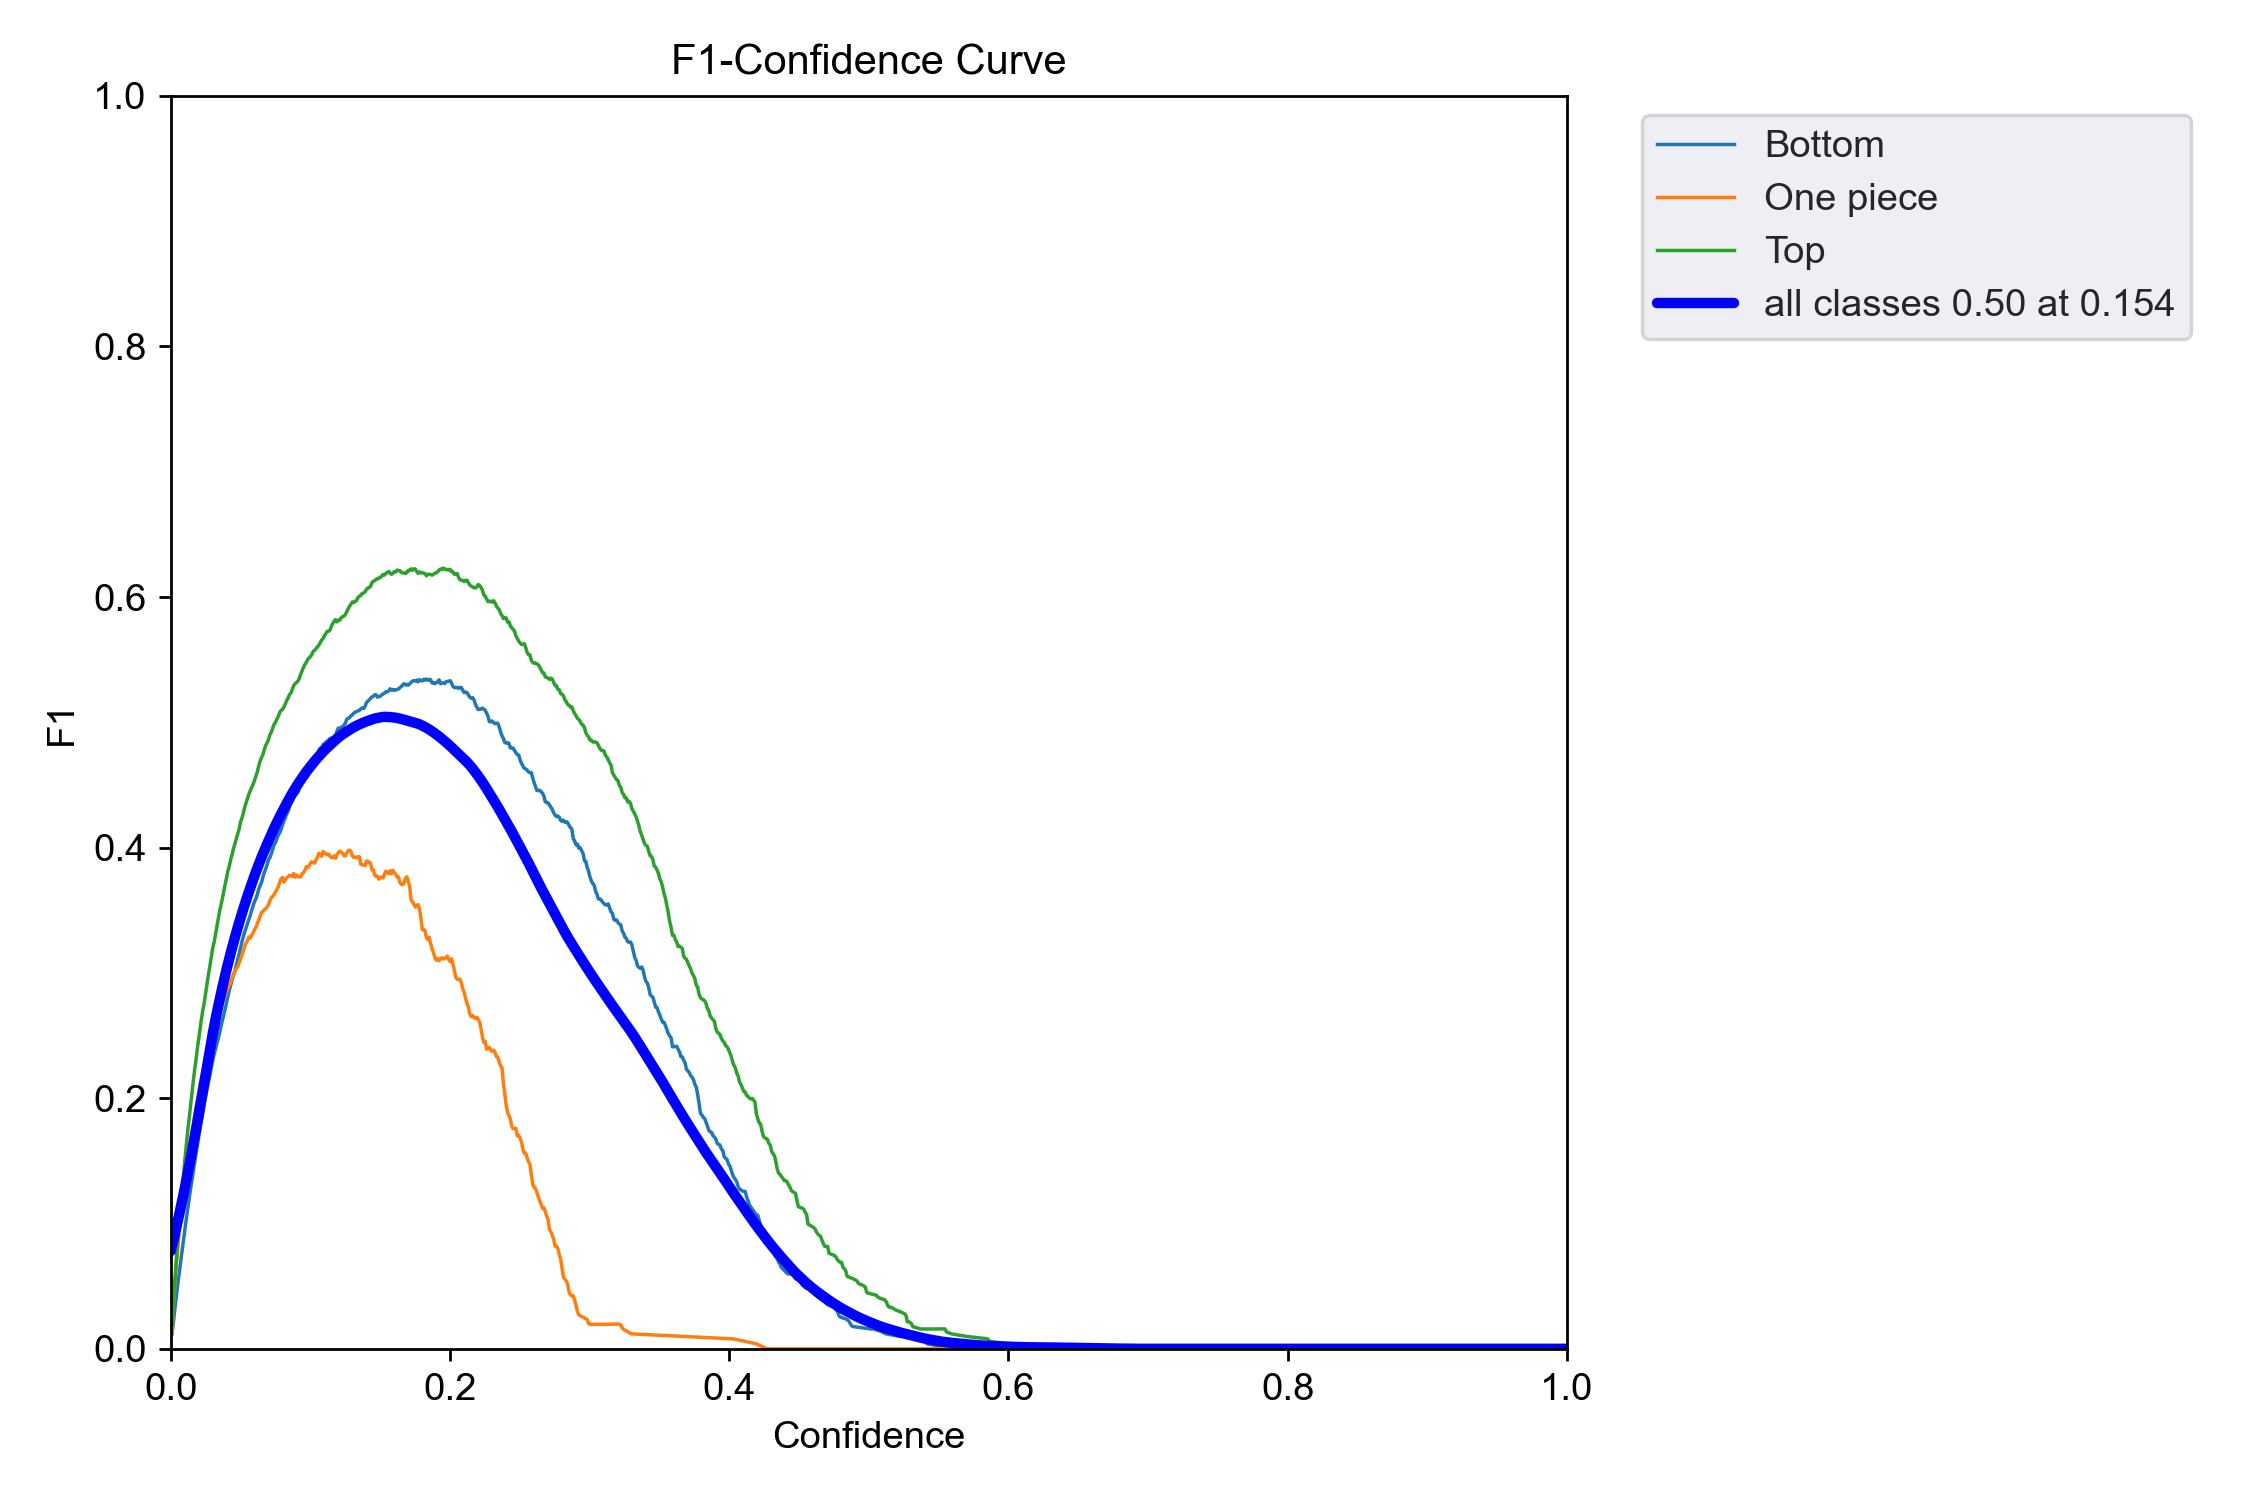 F1-Confidence Curve
1.0
0.8
0.6
0.4
0.2
0.0
F1
0.0 0.2 0.4 0.6 0.8 1.0
Confidence
Bottom
One piece
Top
all classes 0.50 at 0.154